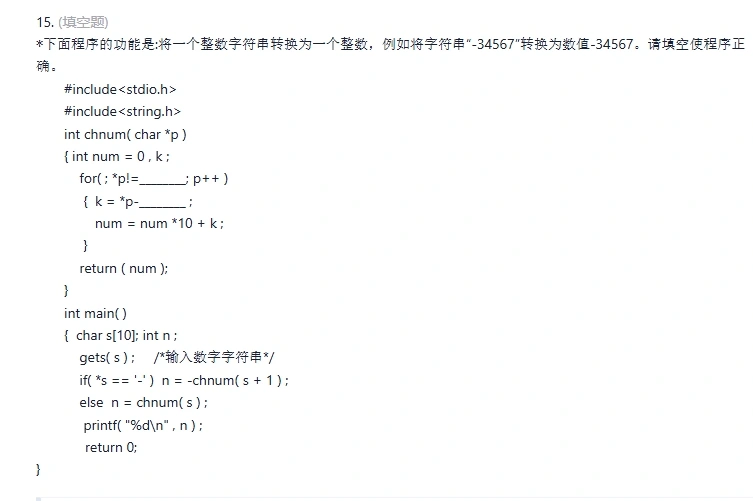 15. (填空题)
*下面程序的功能是:将一个整数字符串转换为一个整数，例如将字符串“-34567”转换为数值-34567。请填空使程序正
确。
#include<stdio.h>
#include<string.h>
int chnum( char *p )
{ int num = 0 , k ;
for( ; *p!=_______; p++ )
{ k = *p-_______ ;
num = num *10 + k ;
}
return ( num );
}
int main( )
{ char s[10]; int n ;
gets( s ) ; /*输入数字字符串*/
if( *s == '-' ) n = -chnum( s + 1 ) ;
else n = chnum( s ) ;
printf( "%d\n" , n ) ;
return 0;
}